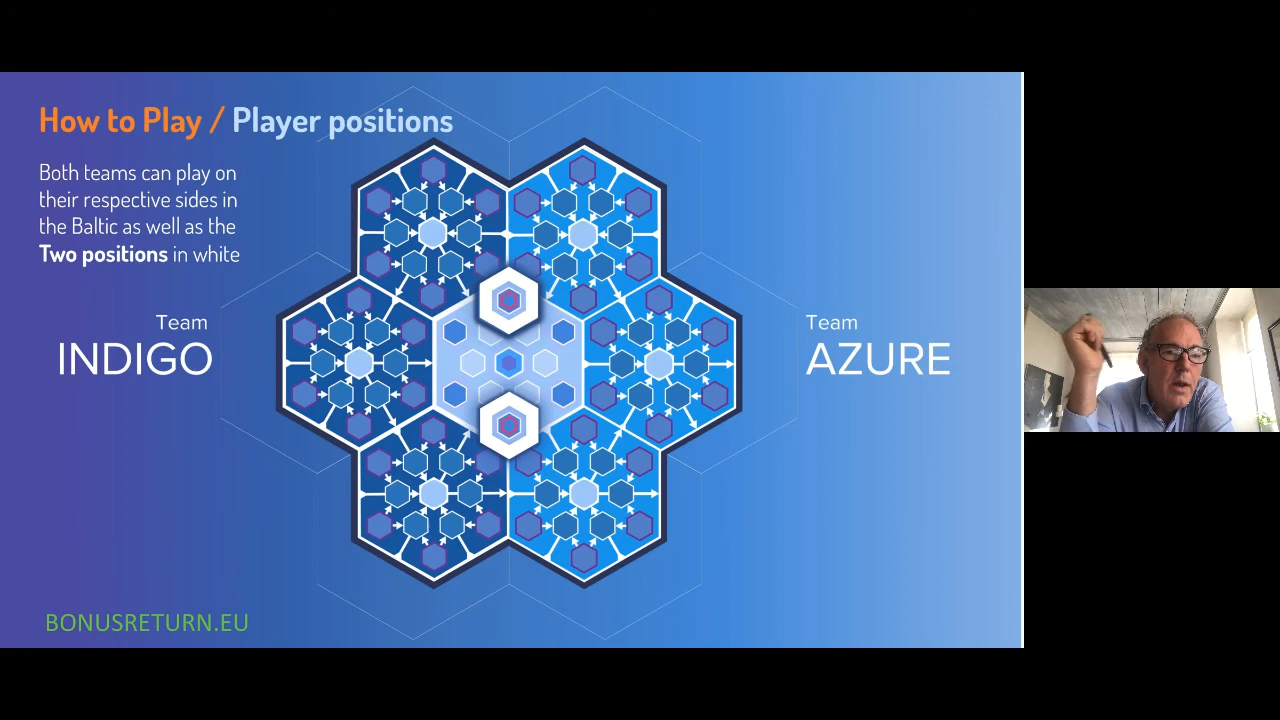 How to Play / Player positions
Both teams can play on
their respective sides in
the Baltic as well as the
Two positions in white
Team
INDIGO
Team
AZURE
BONUSRETURN.EU